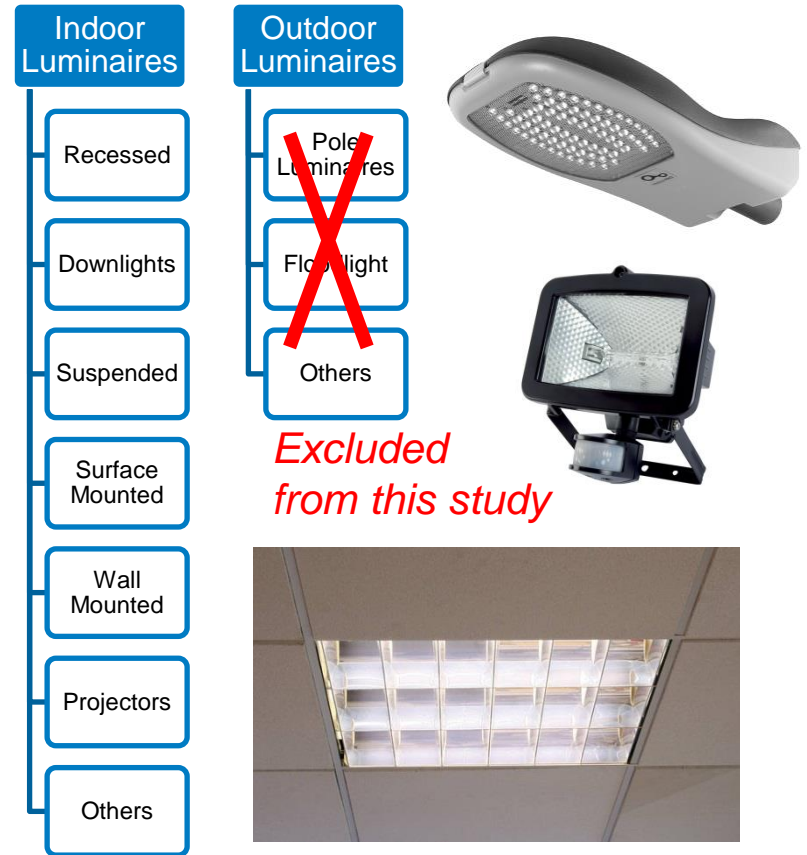 Indoor
Luminaires
Recessed
Downlights
Suspended
Surface
Mounted
Wall
Mounted
Projectors
Others
Outdoor
Luminaires
Pole
Luminaires
Floodlight
Others
Excluded
from this study